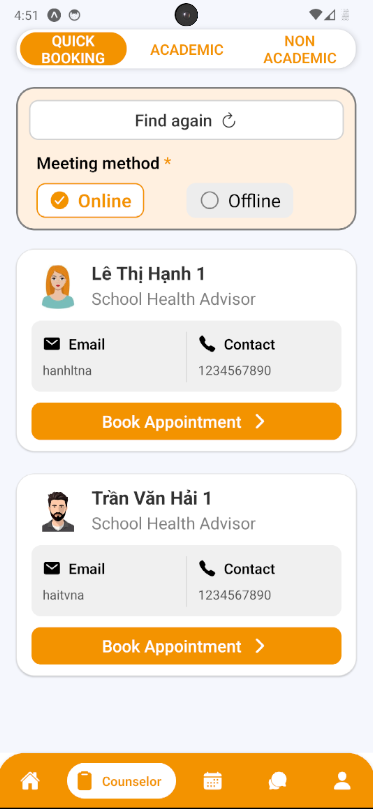 4:51
QUICK
BOOKING
ACADEMIC
NON
ACADEMIC
Find again
Meeting method *
Online
Offline
Lê Thị Hạnh 1
School Health Advisor
Email
Contact
hanhltna
1234567890
Book Appointment
Trần Văn Hải 1
School Health Advisor
Email
Contact
haitvna
1234567890
Book Appointment
Counselor